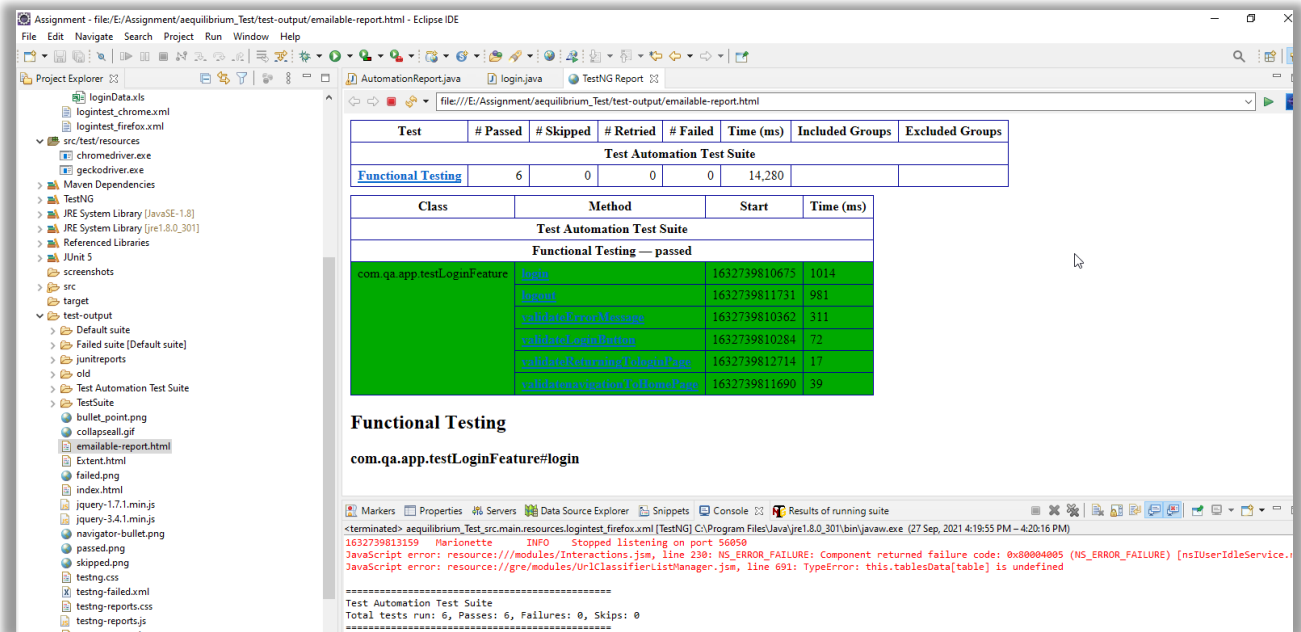 Assignment - file:/E:/Assignment/aequilibrium_Test/test-output/emailable-report.html - Eclipse IDE
File Edit Navigate Search Project Run Window Help
Project Explorer
loginData.xls
logintest_chrome.xml
logintest_firefox.xml
src/test/resources
chromedriver.exe
geckodriver.exe
Maven Dependencies
TestNG
JRE System Library [JavaSE-1.8]
JRE System Library [jre1.8.0_301]
Referenced Libraries
JUnit 5
screenshots
src
target
test-output
Default suite
Failed suite [Default suite]
junitreports
old
Test Automation Test Suite
TestSuite
bullet_point.png
collapseall.gif
emailable-report.html
Extent.html
failed.png
index.html
jquery-1.7.1.min.js
jquery-3.4.1.min.js
navigator-bullet.png
passed.png
skipped.png
testng.css
testng-failed.xml
testng-reports.css
testng-reports.js
AutomationReport.java login.java TestNG Report
file:///E:/Assignment/aequilibrium_Test/test-output/emailable-report.html
Test # Passed # Skipped # Retried # Failed Time (ms) Included Groups Excluded Groups
Test Automation Test Suite
Functional Testing 6 0 0 0 14,280
Class Method Start Time (ms)
Test Automation Test Suite
Functional Testing — passed
com.qa.app.testLoginFeature login 1632739810675 1014
logout 1632739811731 981
validateErrorMessage 1632739810362 311
validateLoginButton 1632739810284 72
validateReturningTologinPage 1632739812714 17
validatenavigationToHomePage 1632739811690 39
Functional Testing
com.qa.app.testLoginFeature#login
Markers Properties Servers Data Source Explorer Snippets Console Results of running suite
<terminated> aequilibrium_Test_src.main.resources.logintest_firefox.xml [TestNG] C:\Program Files\Java\jre1.8.0_301\bin\javaw.exe (27 Sep, 2021 4:19:55 PM – 4:20:16 PM)
1632739813159 Marionette INFO Stopped listening on port 56050
JavaScript error: resource:///modules/Interactions.jsm, line 230: NS_ERROR_FAILURE: Component returned failure code: 0x80004005 (NS_ERROR_FAILURE) [nsIUserIdleService.
JavaScript error: resource://gre/modules/UrlClassifierListManager.jsm, line 691: TypeError: this.tablesData[table] is undefined
===============================================
Test Automation Test Suite
Total tests run: 6, Passes: 6, Failures: 0, Skips: 0
===============================================